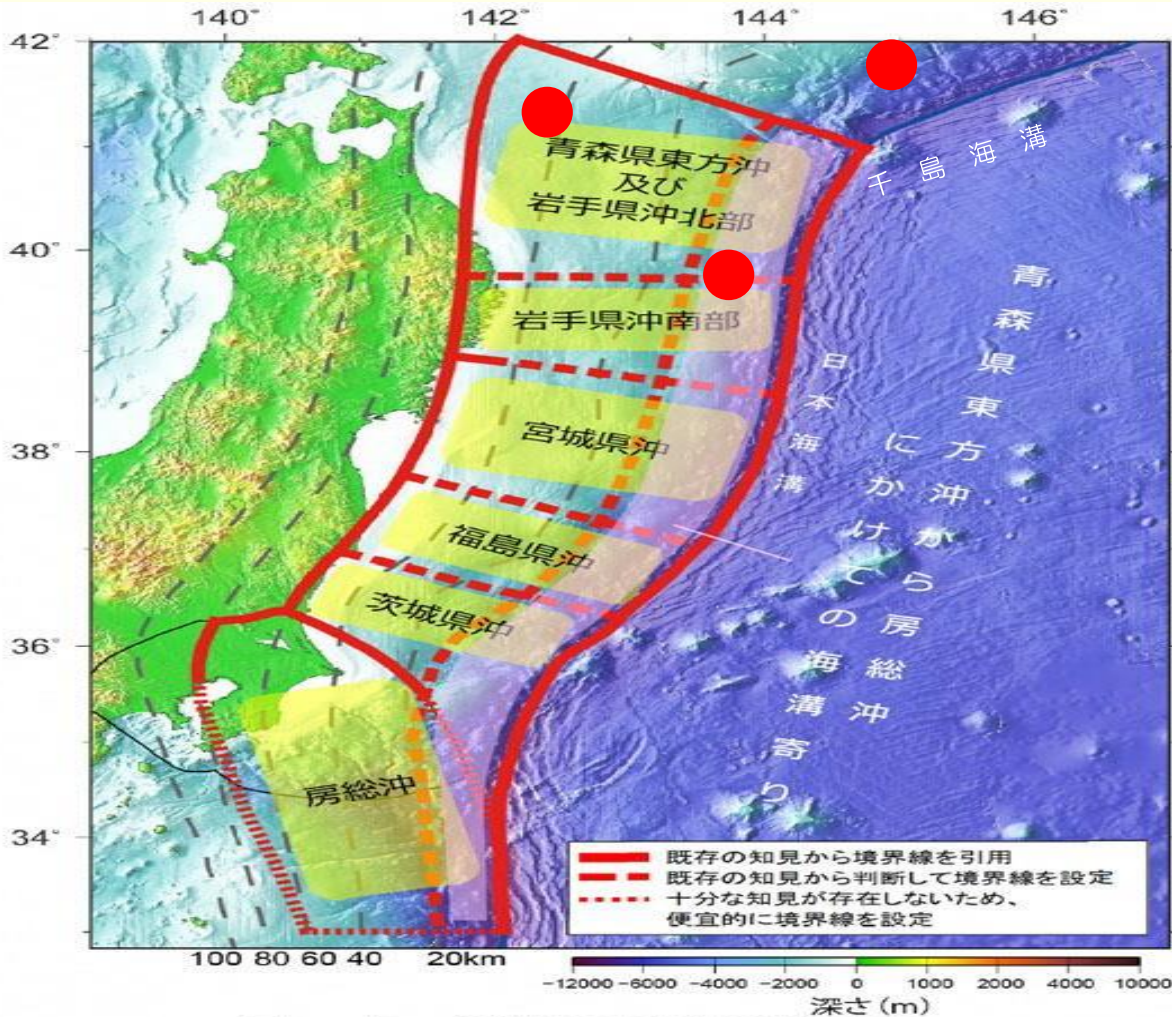 140° 142° 144° 146°
42°
40°
38°
36°
34°
青森県東方沖
及び
岩手県沖北部
岩手県沖南部
宮城県沖
福島県沖
茨城県沖
房総沖
千島海溝
日本海溝
青森県東方沖から房総沖
にかけての海溝寄り
既存の知見から境界線を引用
既存の知見から判断して境界線を設定
十分な知見が存在しないため、
便宜的に境界線を設定
100 80 60 40 20km
-12000 -6000 -4000 -2000 0 1000 2000 4000 10000
深さ(m)